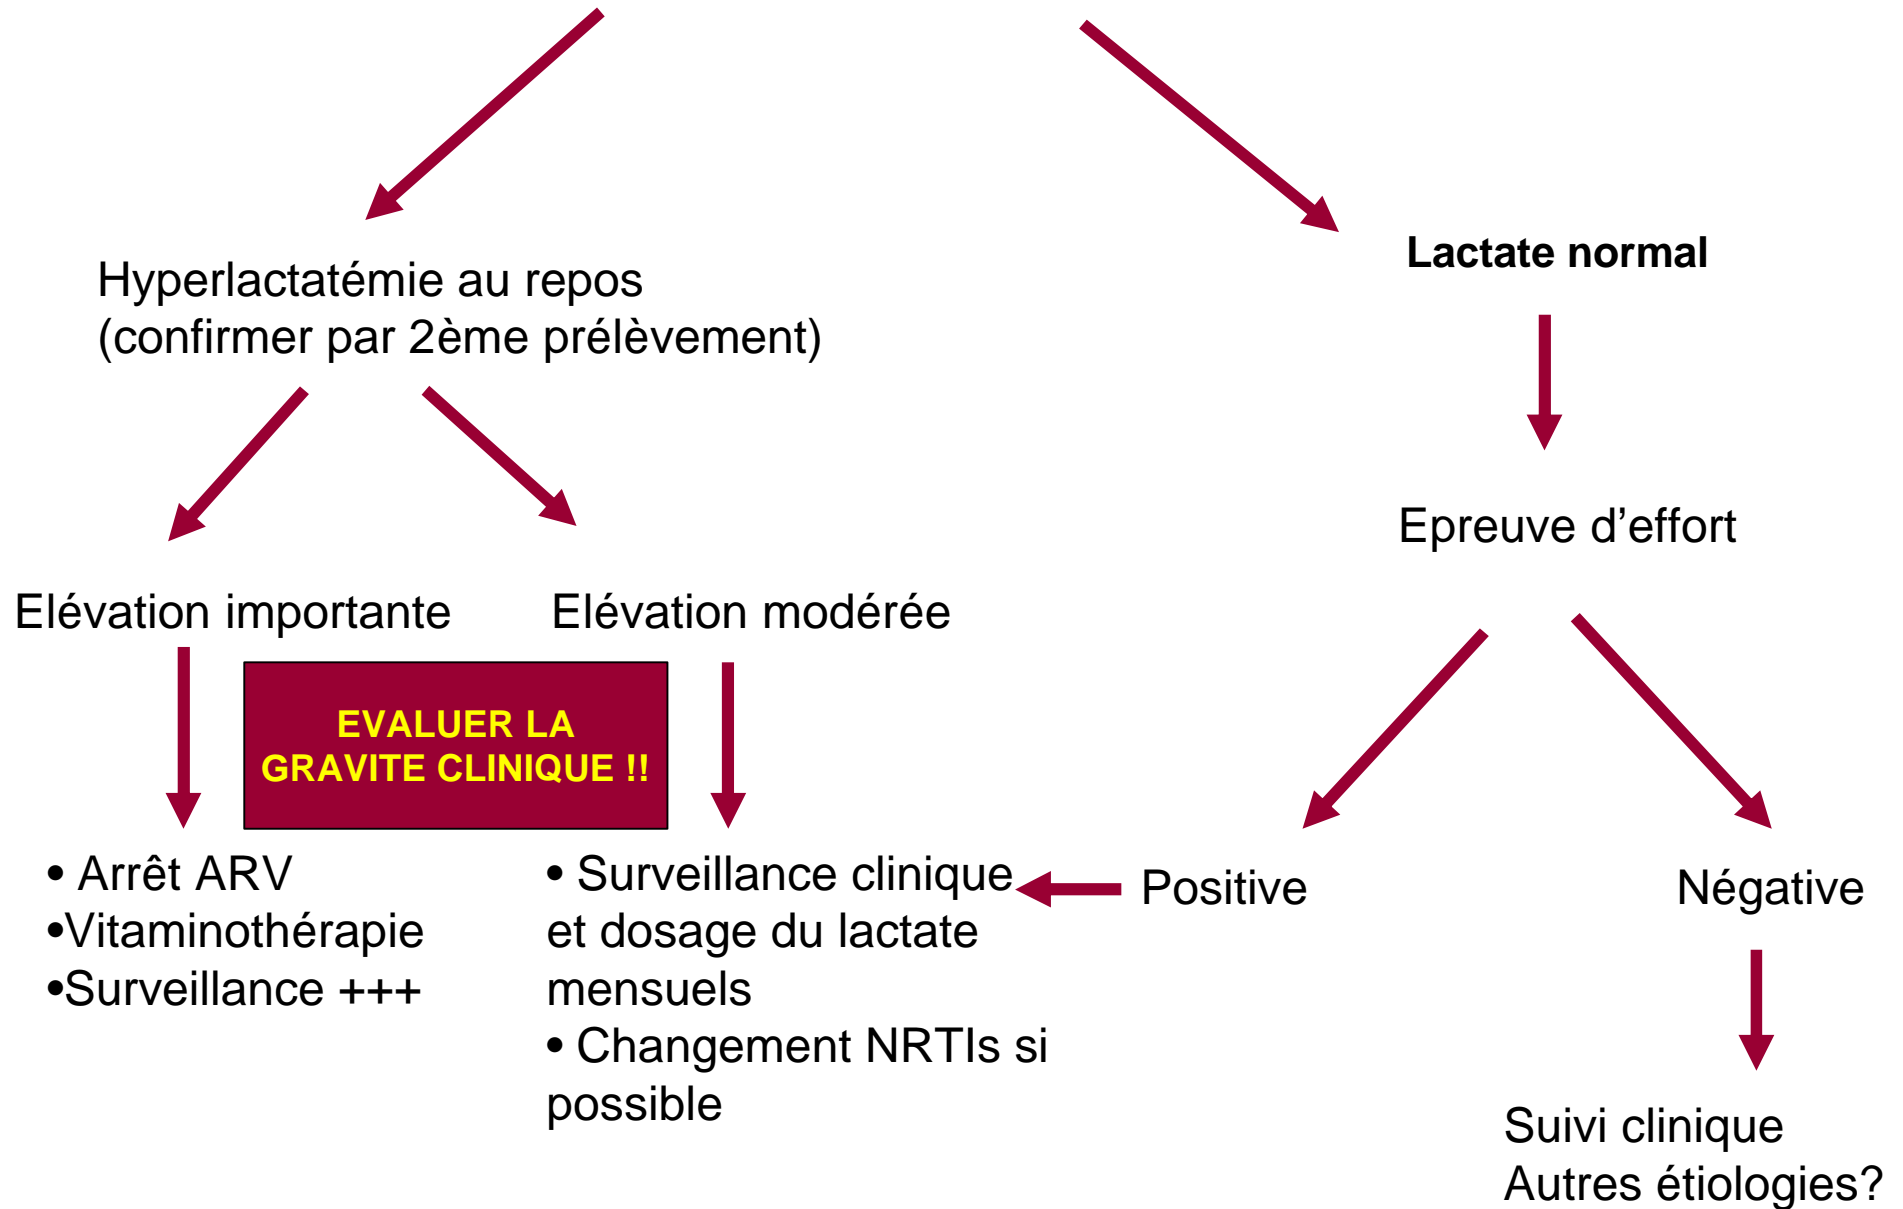 Hyperlactatémie au repos
(confirmer par 2ème prélèvement)
Lactate normal
Epreuve d’effort
Elévation importante
Elévation modérée
EVALUER LA
GRAVITE CLINIQUE !!
• Arrêt ARV
•Vitaminothérapie
•Surveillance +++
• Surveillance clinique
et dosage du lactate
mensuels
• Changement NRTIs si
possible
Positive
Négative
Suivi clinique
Autres étiologies?